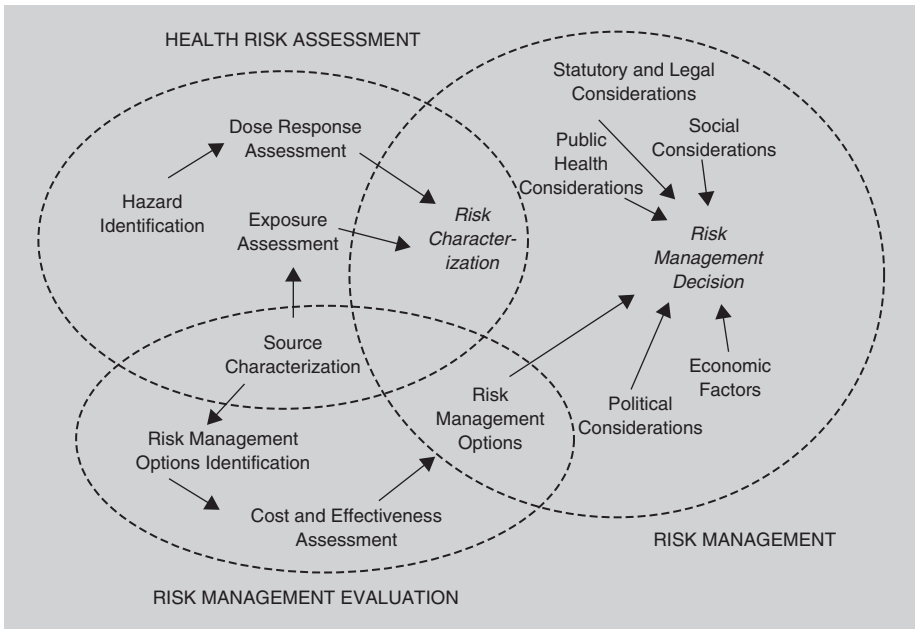 HEALTH RISK ASSESSMENT
Dose Response
Assessment
Hazard
Identification
Exposure
Assessment
Risk
Character-
ization
Source
Characterization
Statutory and Legal
Considerations
Public
Health
Considerations
Social
Considerations
Risk
Management
Decision
Economic
Factors
Political
Considerations
Risk
Management
Options
Risk Management
Options Identification
Cost and Effectiveness
Assessment
RISK MANAGEMENT
RISK MANAGEMENT EVALUATION